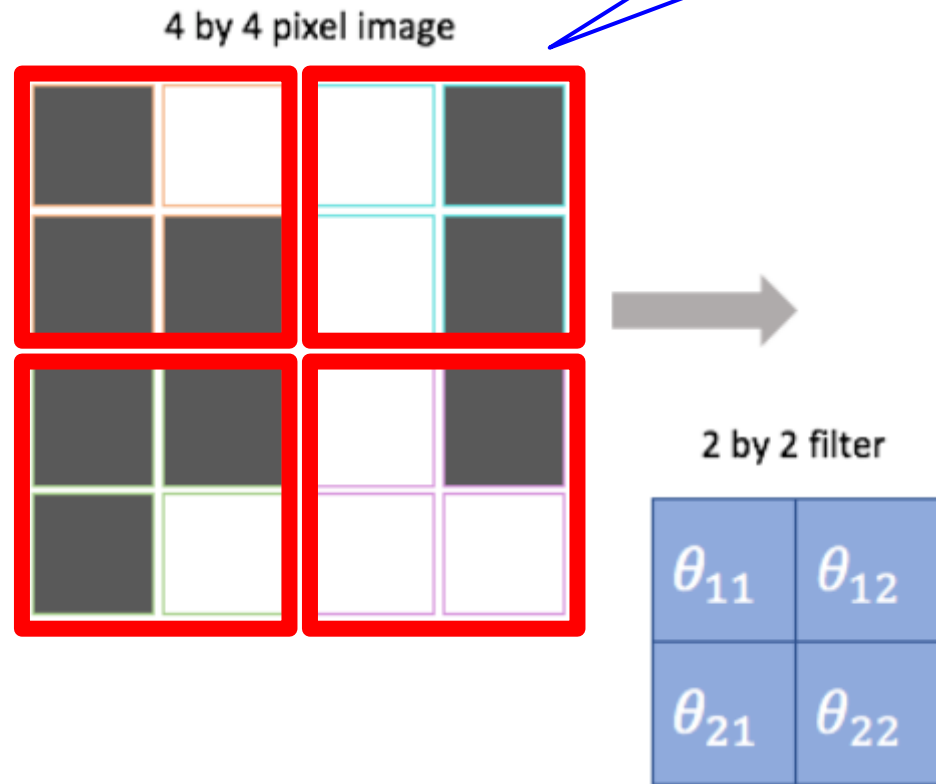 4 by 4 pixel image
2 by 2 filter
θ₁₁ θ₁₂
θ₂₁ θ₂₂